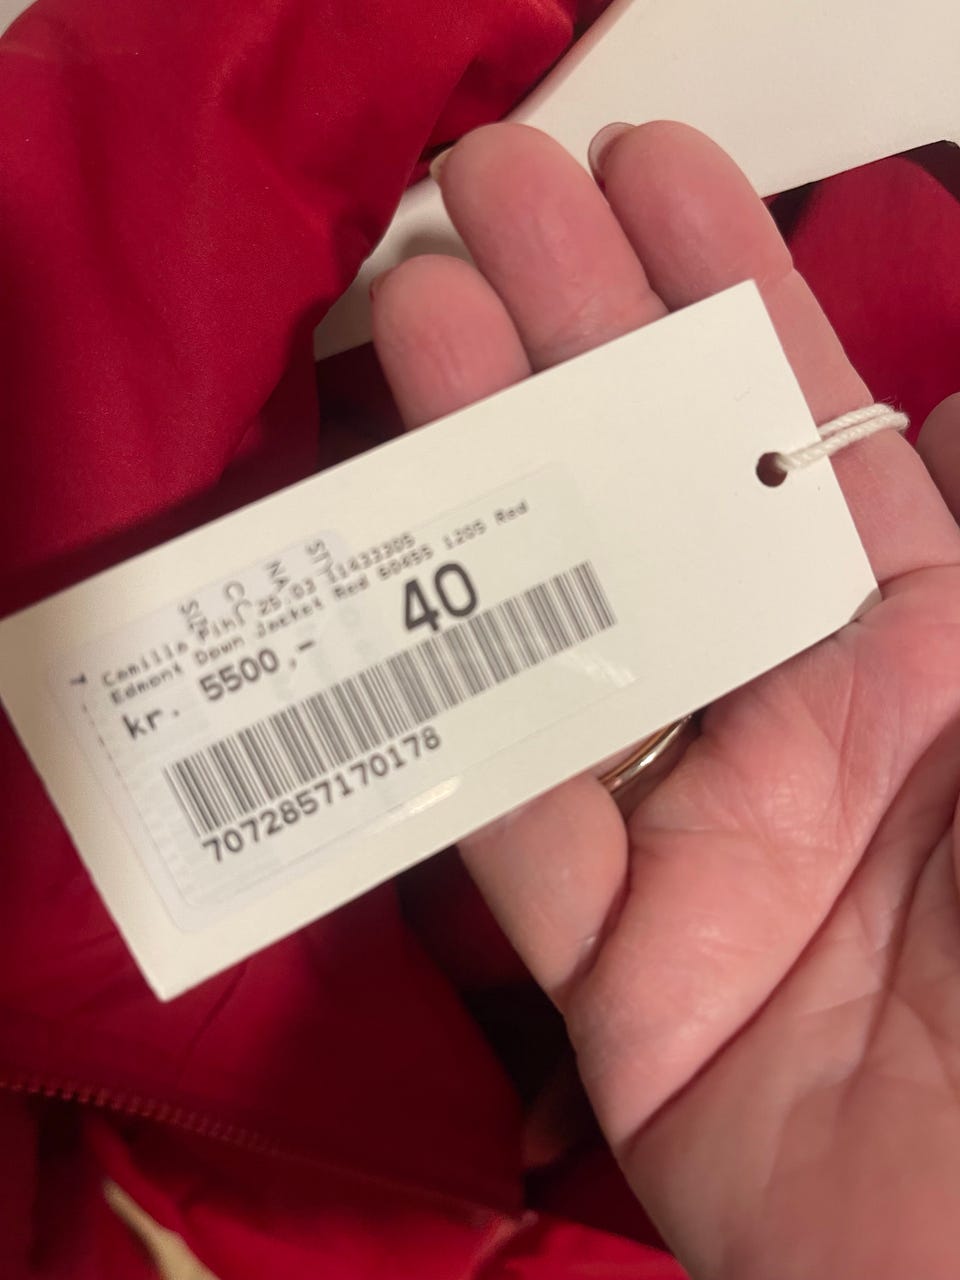 Camilla Pihl 25.03 11433305
Edmont Down Jacket Red 60455 1205 Red
kr. 5500,-
40
7072857170178